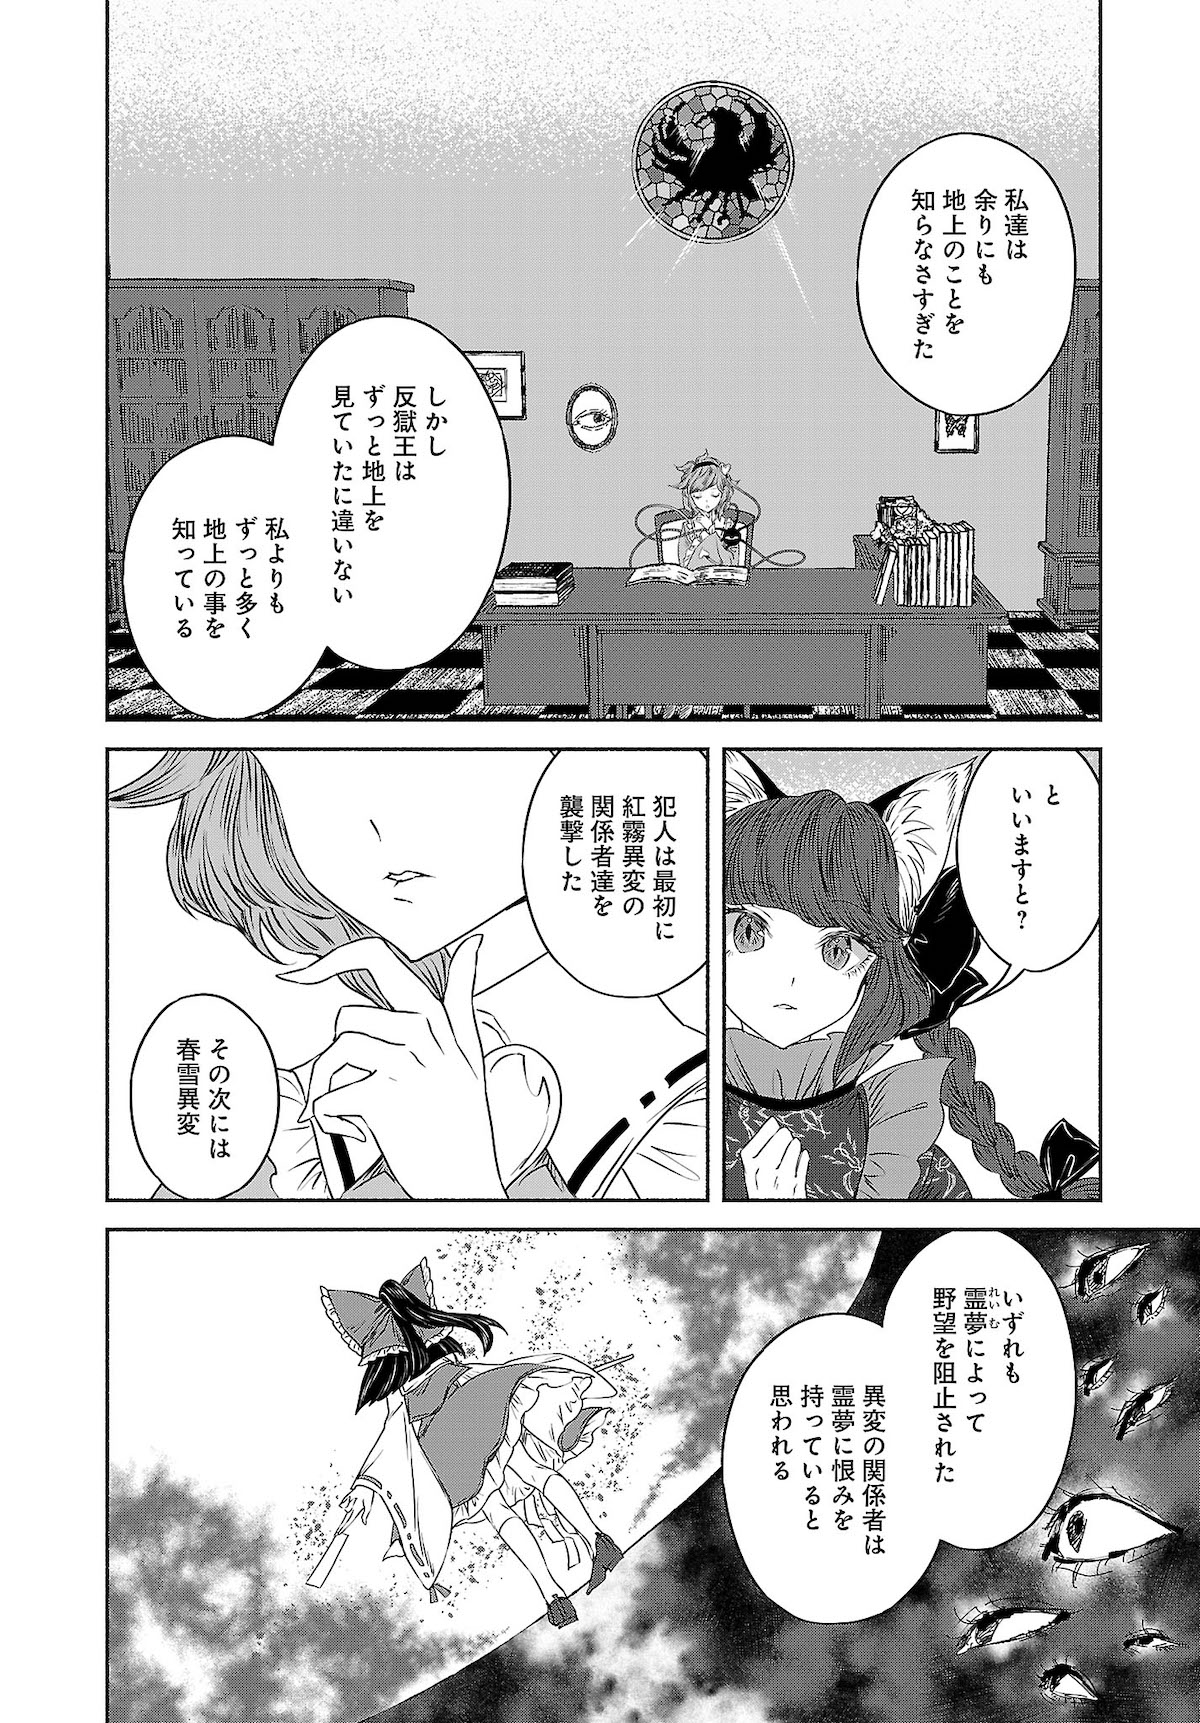 私達は
余りにも
地上のことを
知らなさすぎた
しかし
反獄王は
ずっと地上を
見ていたに違いない
私よりも
ずっと多く
地上の事を
知っている
と
いいますと?
犯人は最初に
紅霧異変の
関係者達を
襲撃した
その次には
春雪異変
いずれも
霊夢によって
れいむ
野望を阻止された
異変の関係者は
霊夢に恨みを
持っていると
思われる